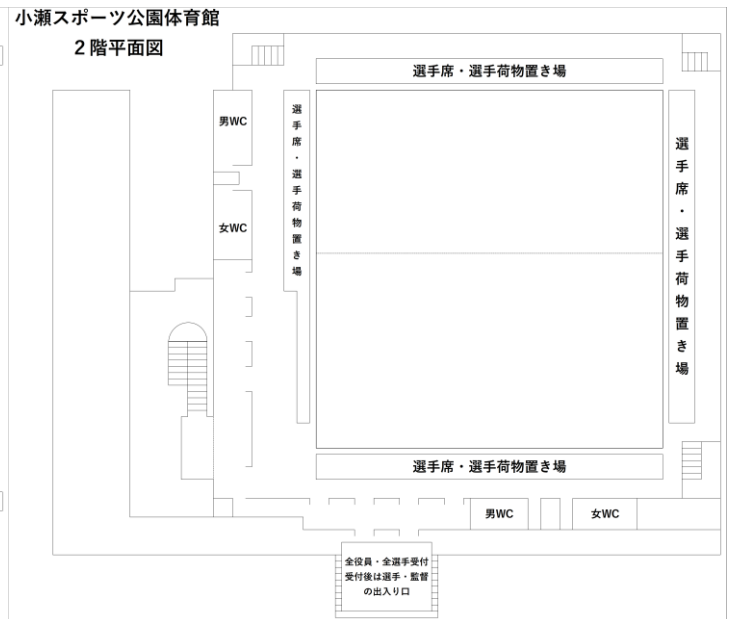 小瀬スポーツ公園体育館
２階平面図
選手席・選手荷物置き場
男WC
選手席・選手荷物置き場
選手席・選手荷物置き場
女WC
選手席・選手荷物置き場
男WC
女WC
全役員・全選手受付
受付後は選手・監督
の出入り口